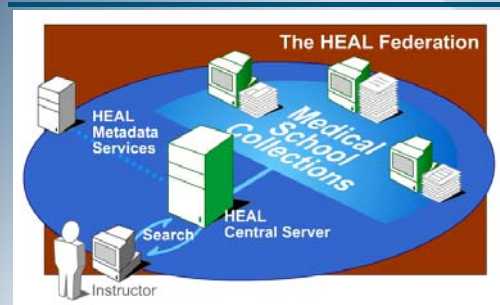 The HEAL Federation
HEAL
Metadata
Services
Medical
School
Collections
HEAL
Central Server
Search
Instructor